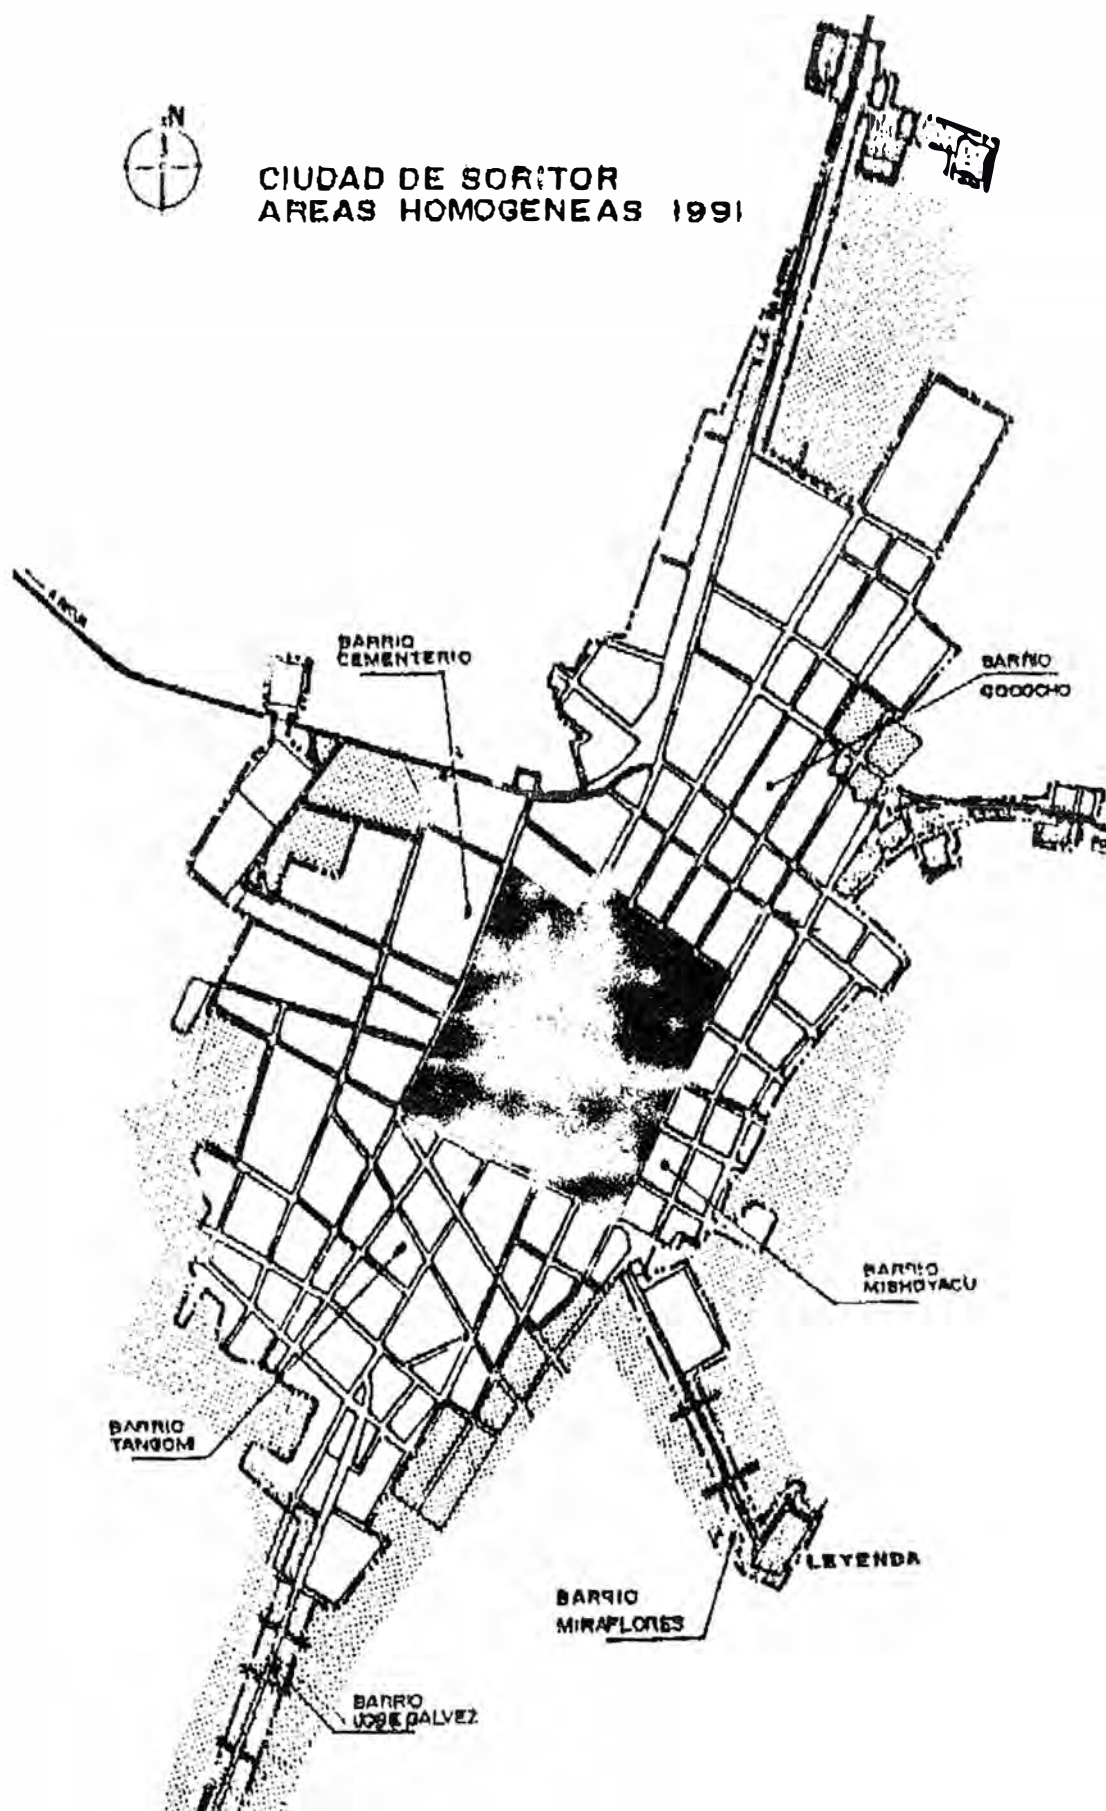 N
CIUDAD DE SORITOR
AREAS HOMOGENEAS 1991
BARRIO
CEMENTERIO
BARRIO
COCOCHO
BARRIO
MISHOYACU
BARRIO
TANGOMI
LEYENDA
BARRIO
MIRAFLORES
BARRIO
JOSE GALVEZ